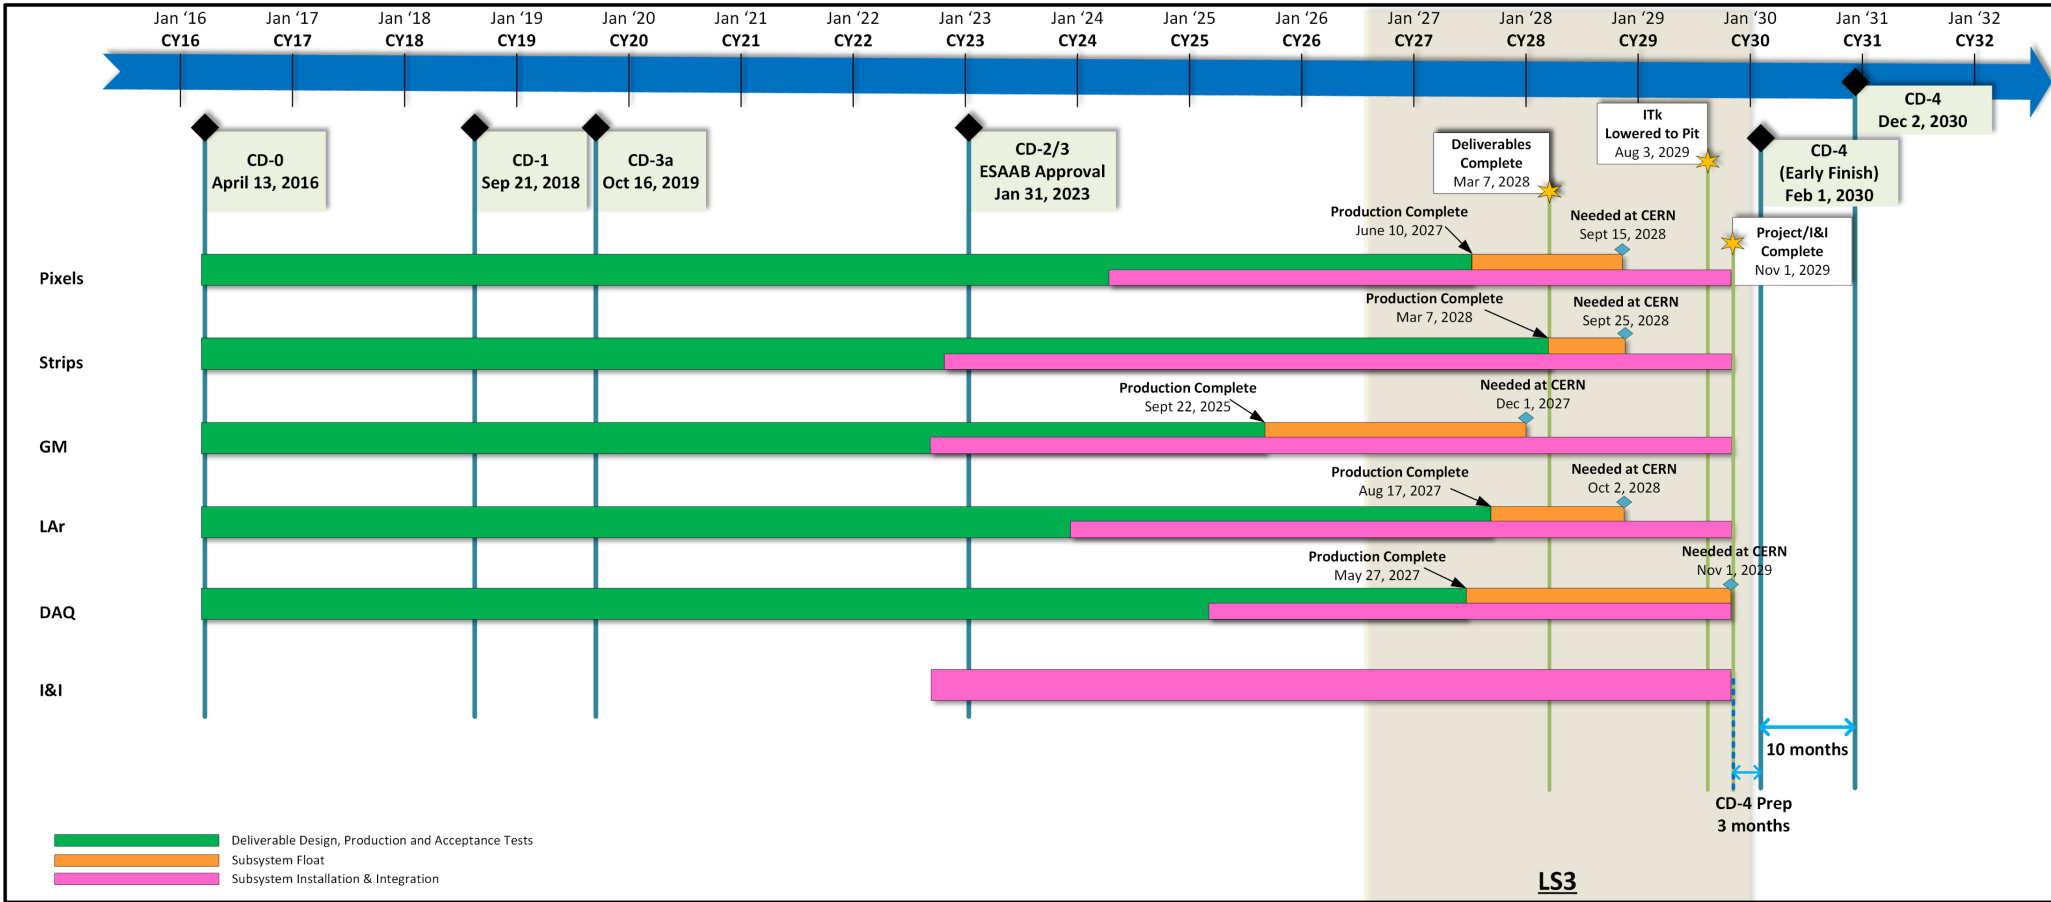 Jan ‘16
CY16
Jan ‘17
CY17
Jan ‘18
CY18
Jan ‘19
CY19
Jan ‘20
CY20
Jan ‘21
CY21
Jan ‘22
CY22
Jan ‘23
CY23
Jan ‘24
CY24
Jan ‘25
CY25
Jan ‘26
CY26
Jan ‘27
CY27
Jan ‘28
CY28
Jan ‘29
CY29
Jan ‘30
CY30
Jan ‘31
CY31
Jan ‘32
CY32
CD-0
April 13, 2016
CD-1
Sep 21, 2018
CD-3a
Oct 16, 2019
CD-2/3
ESAAB Approval
Jan 31, 2023
Deliverables
Complete
Mar 7, 2028
ITk
Lowered to Pit
Aug 3, 2029
CD-4
(Early Finish)
Feb 1, 2030
CD-4
Dec 2, 2030
Project/I&I
Complete
Nov 1, 2029
Pixels
Production Complete
June 10, 2027
Needed at CERN
Sept 15, 2028
Strips
Production Complete
Mar 7, 2028
Needed at CERN
Sept 25, 2028
GM
Production Complete
Sept 22, 2025
Needed at CERN
Dec 1, 2027
LAr
Production Complete
Aug 17, 2027
Needed at CERN
Oct 2, 2028
DAQ
Production Complete
May 27, 2027
Needed at CERN
Nov 1, 2029
I&I
10 months
CD-4 Prep
3 months
Deliverable Design, Production and Acceptance Tests
Subsystem Float
Subsystem Installation & Integration
LS3